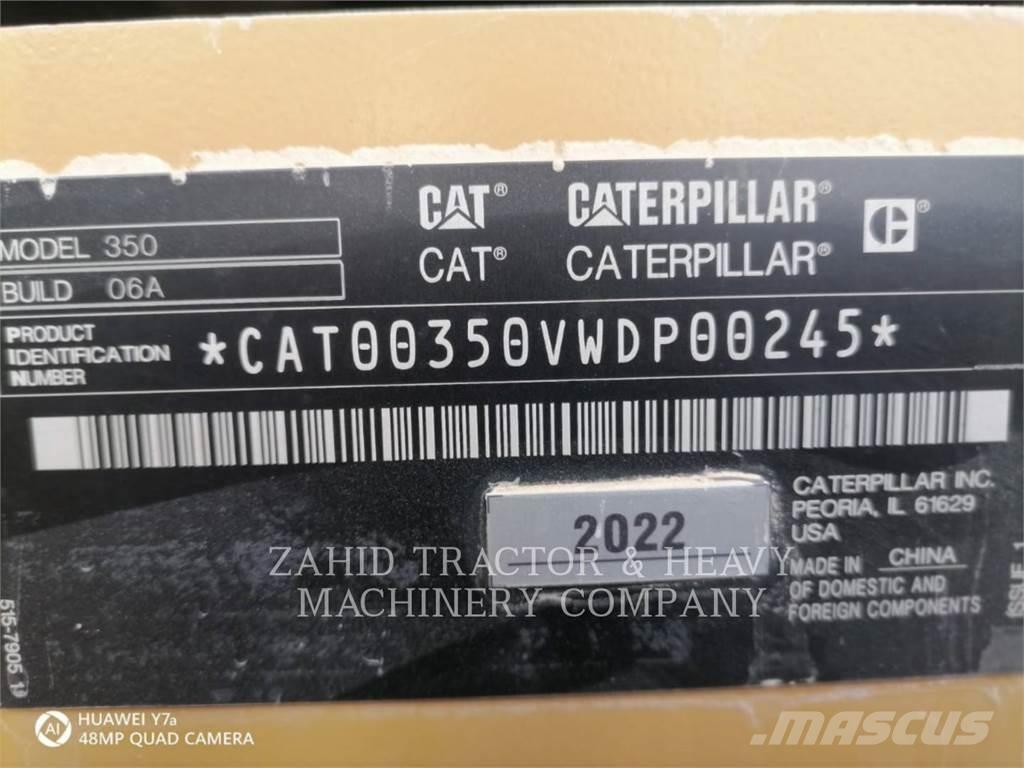 CAT® CATERPILLAR®
MODEL 350
CAT® CATERPILLAR®
BUILD 06A
PRODUCT
IDENTIFICATION
NUMBER
*CAT00350VWDP00245*
CATERPILLAR INC.
PEORIA, IL 61629
USA
2022
MADE IN CHINA
OF DOMESTIC AND
FOREIGN COMPONENTS
ZAHID TRACTOR & HEAVY
MACHINERY COMPANY
515-7905
AI
HUAWEI Y7a
48MP QUAD CAMERA
MASCUS